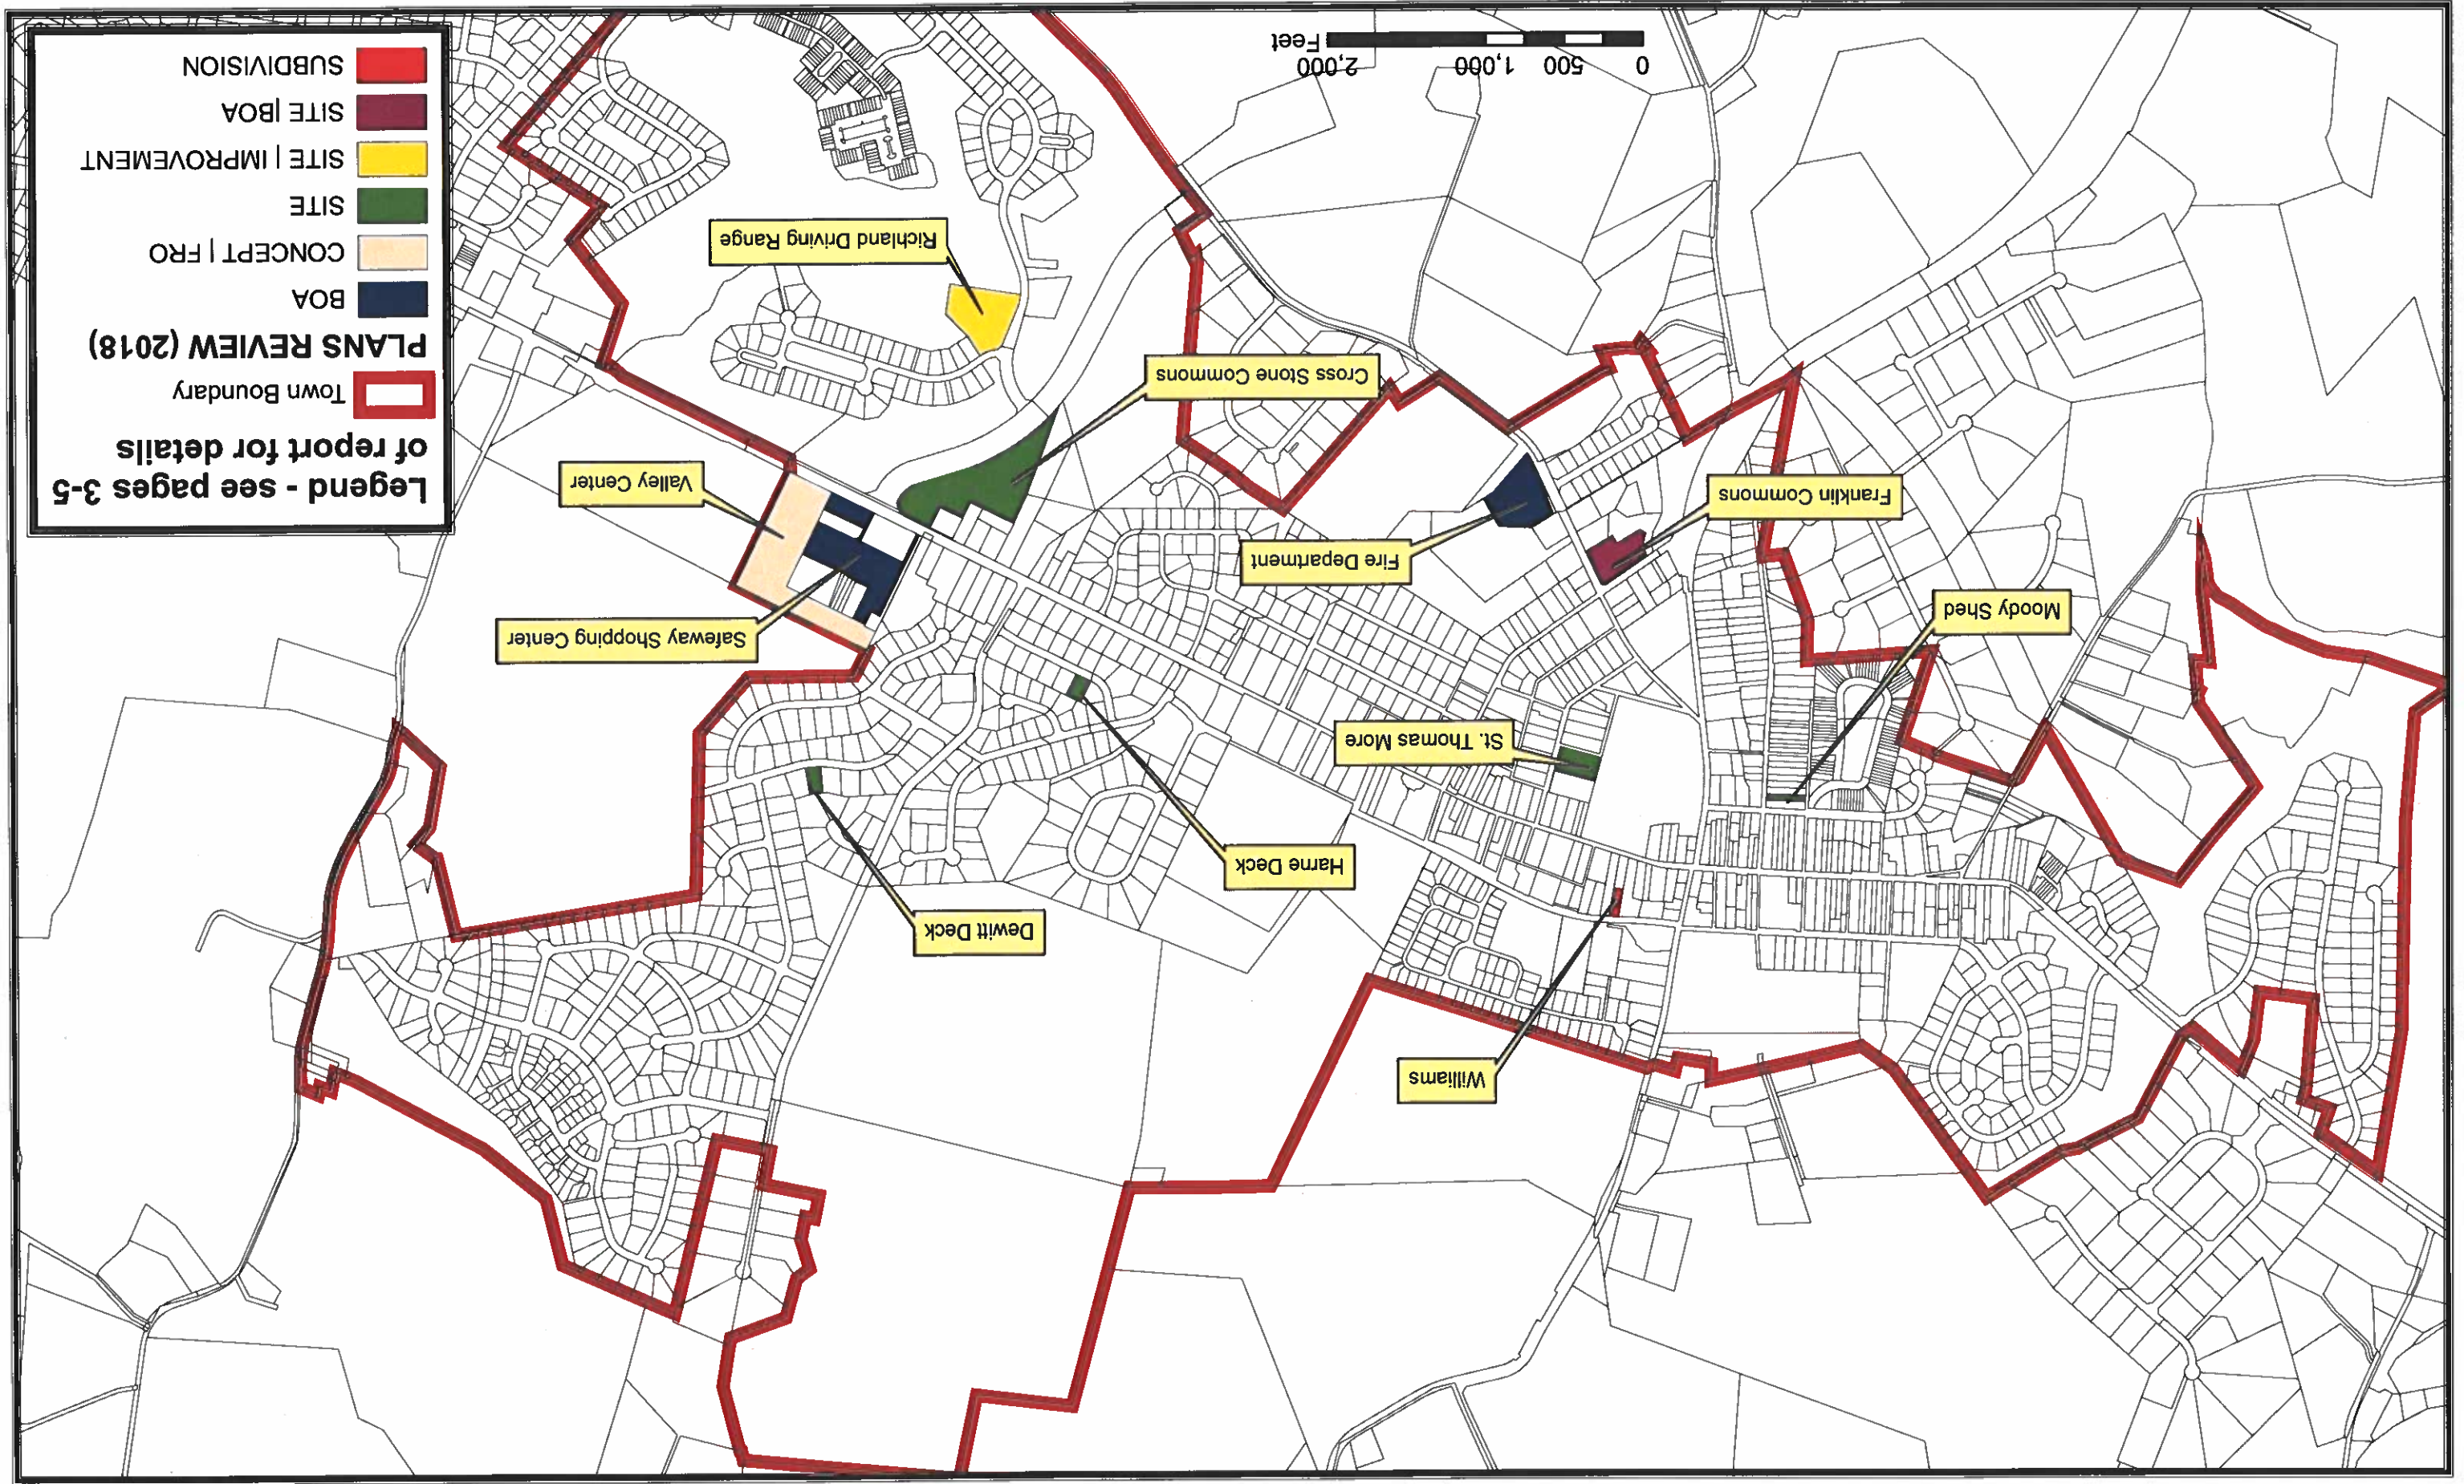 Williams
Dewitt Deck
Harne Deck
St. Thomas More
Moody Shed
Safeway Shopping Center
Fire Department
Franklin Commons
Valley Center
Cross Stone Commons
Richland Driving Range
Legend - see pages 3-5
of report for details
Town Boundary
PLANS REVIEW (2018)
BOA
CONCEPT | FRO
SITE
SITE | IMPROVEMENT
SITE |BOA
SUBDIVISION
0 500 1,000 2,000
Feet